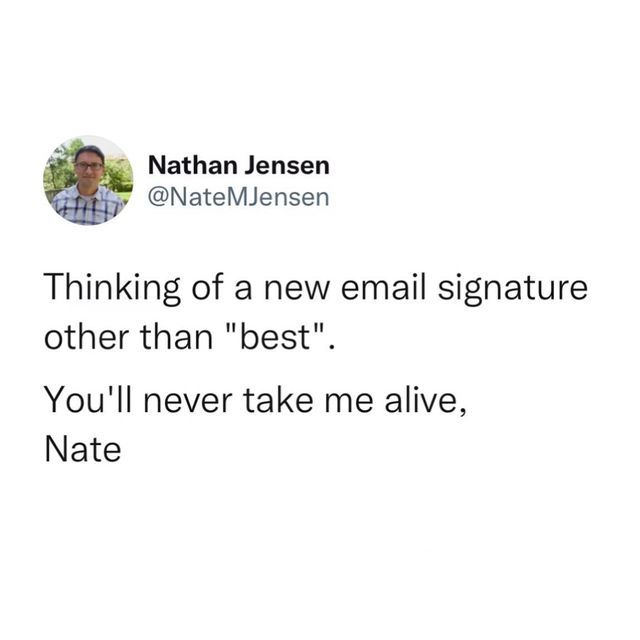 Nathan Jensen
@NateMJensen
Thinking of a new email signature
other than "best".
You'll never take me alive,
Nate